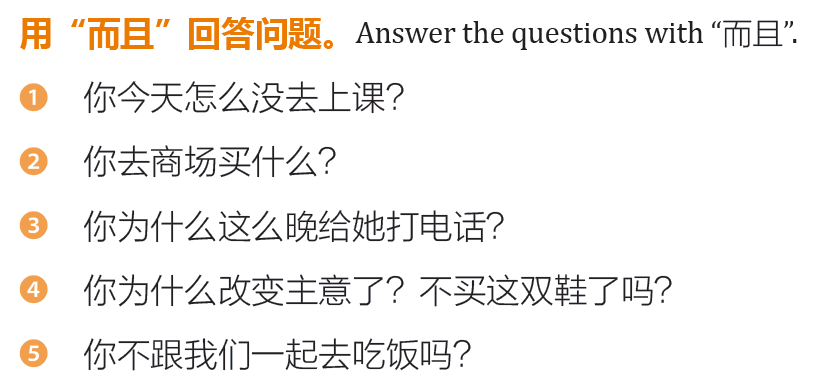 用“而且”回答问题。Answer the questions with “而且”.
1 你今天怎么没去上课？
2 你去商场买什么？
3 你为什么这么晚给她打电话？
4 你为什么改变主意了？不买这双鞋了吗？
5 你不跟我们一起去吃饭吗？